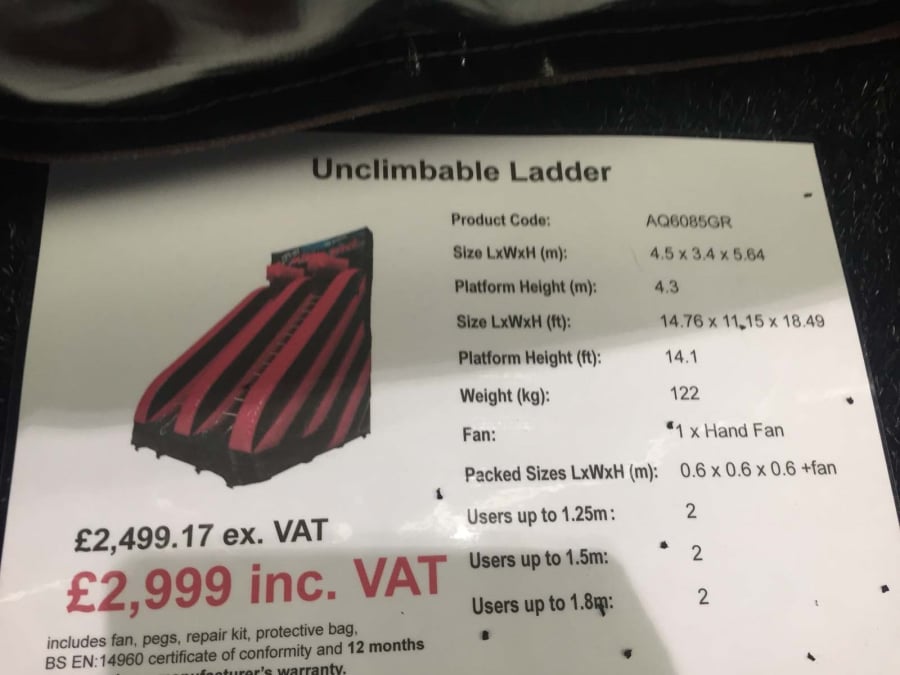 Unclimbable Ladder
Product Code: AQ6085GR
Size LxWxH (m): 4.5 x 3.4 x 5.64
Platform Height (m): 4.3
Size LxWxH (ft): 14.76 x 11.15 x 18.49
Platform Height (ft): 14.1
Weight (kg): 122
Fan: 1 x Hand Fan
Packed Sizes LxWxH (m): 0.6 x 0.6 x 0.6 +fan
Users up to 1.25m: 2
Users up to 1.5m: 2
Users up to 1.8m: 2
£2,499.17 ex. VAT
£2,999 inc. VAT
includes fan, pegs, repair kit, protective bag,
BS EN:14960 certificate of conformity and 12 months
manufacturer's warranty.